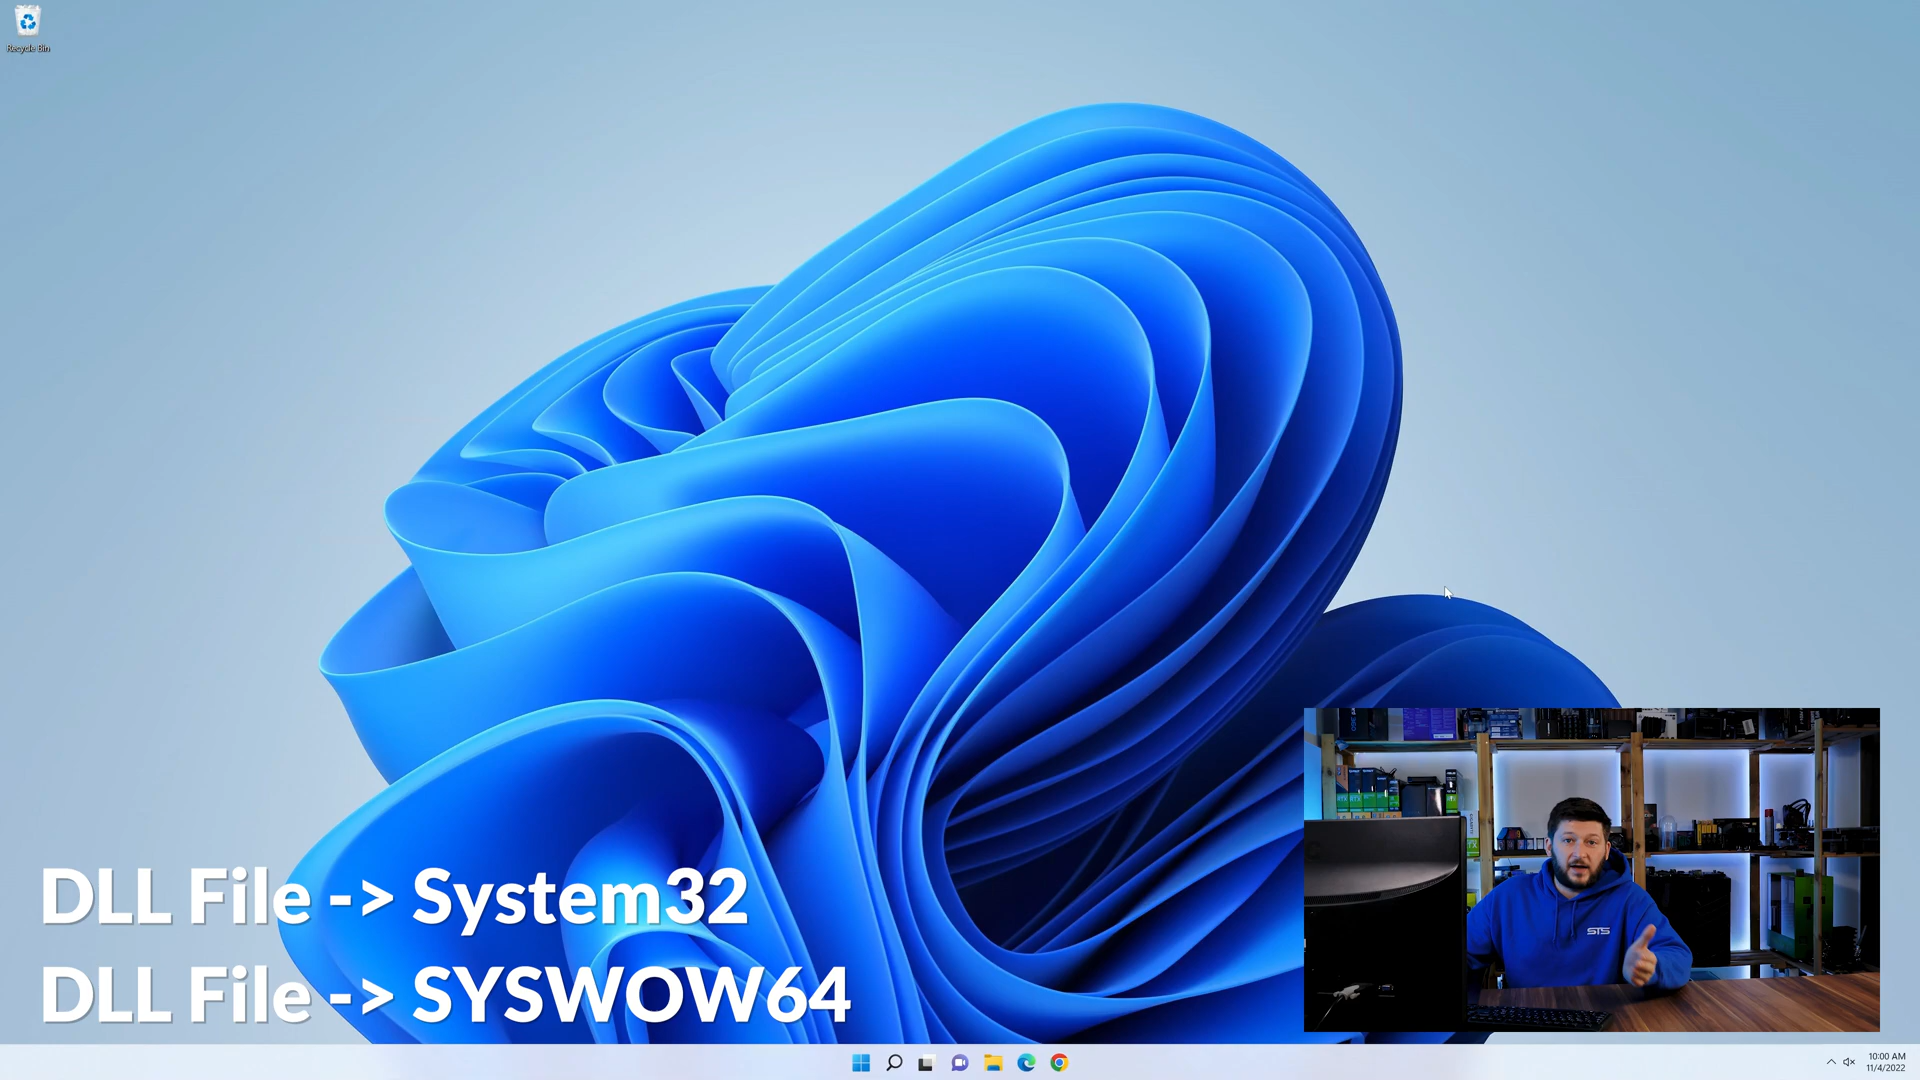 Recycle Bin
DLL File -> System32
DLL File -> SYSWOW64
STS
10:00 AM
11/4/2022